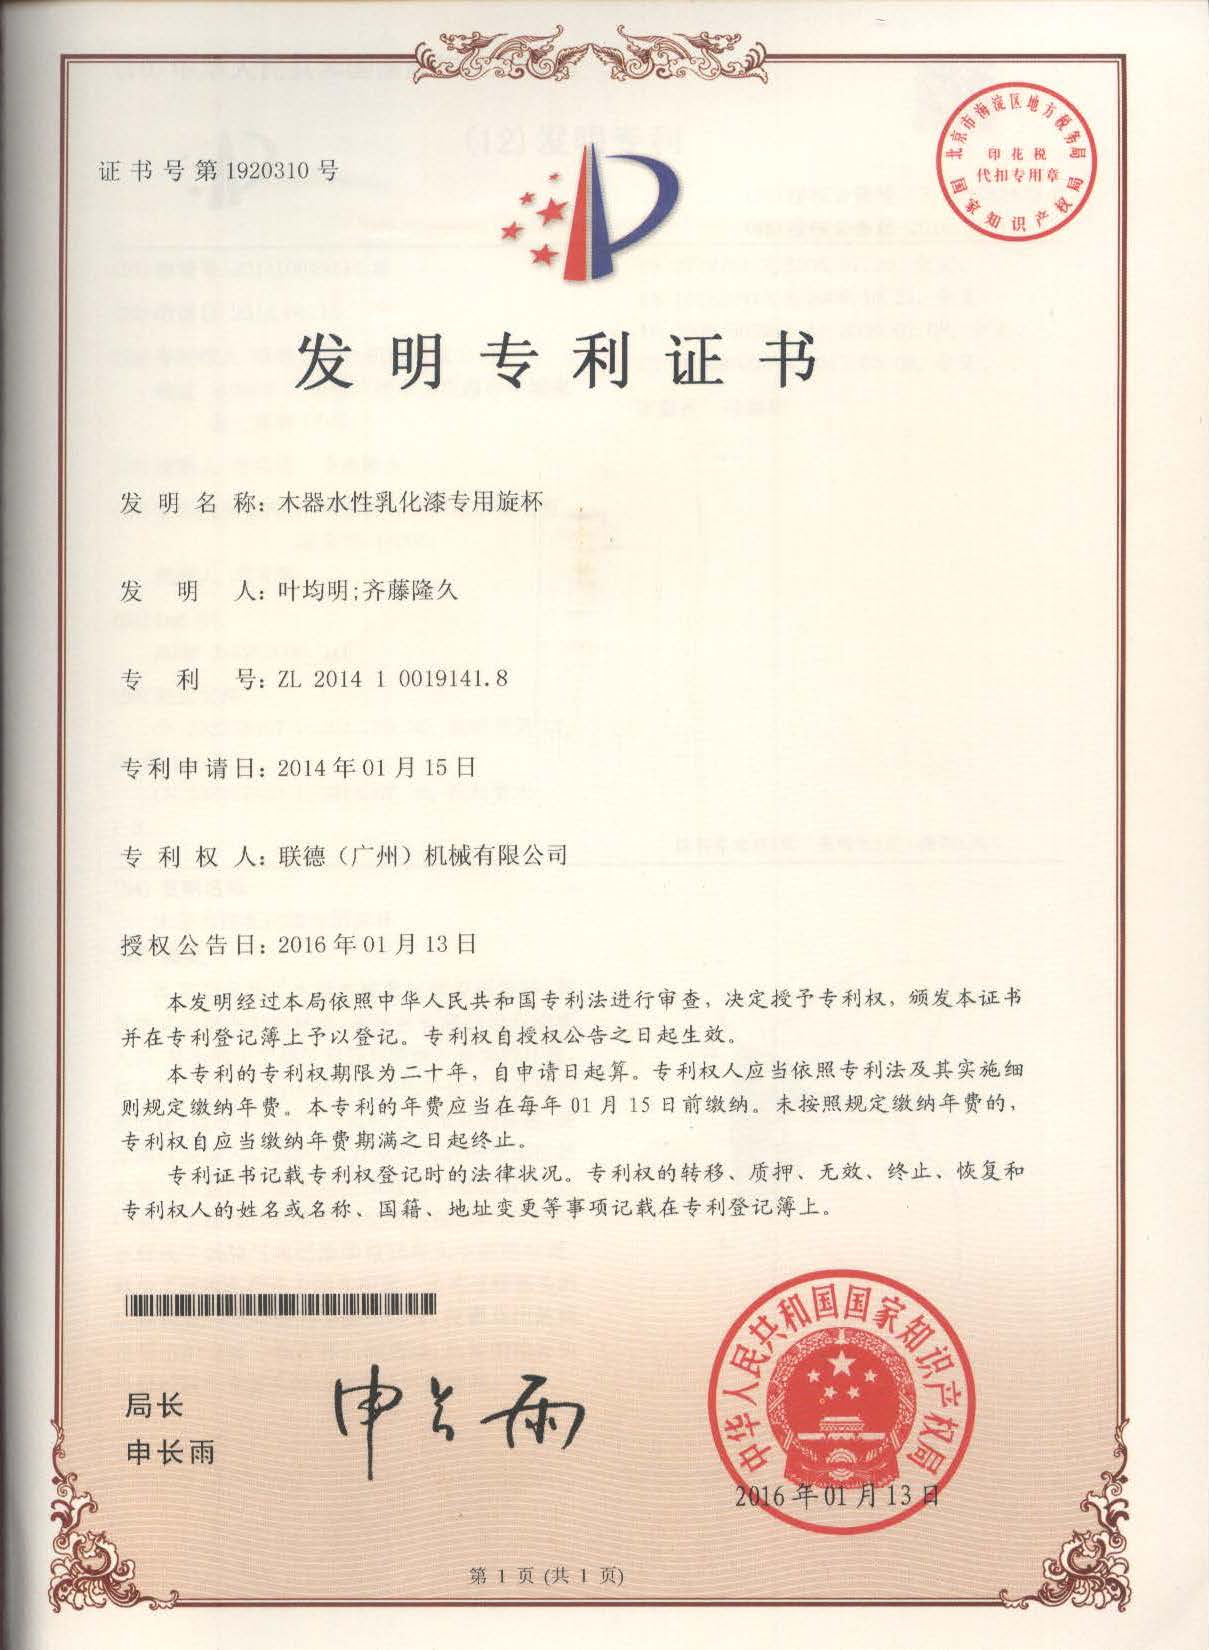 证书号第1920310号
北京市海淀区地方税务局
印花税
代扣专用章
国家知识产权局
发明专利证书
发明名称：木器水性乳化漆专用旋杯
发明人：叶均明;齐藤隆久
专利号：ZL 2014 1 0019141.8
专利申请日：2014年01月15日
专利权人：联德（广州）机械有限公司
授权公告日：2016年01月13日
本发明经过本局依照中华人民共和国专利法进行审查，决定授予专利权，颁发本证书
并在专利登记簿上予以登记。专利权自授权公告之日起生效。
本专利的专利权期限为二十年，自申请日起算。专利权人应当依照专利法及其实施细
则规定缴纳年费。本专利的年费应当在每年01月15日前缴纳。未按照规定缴纳年费的，
专利权自应当缴纳年费期满之日起终止。
专利证书记载专利权登记时的法律状况。专利权的转移、质押、无效、终止、恢复和
专利权人的姓名或名称、国籍、地址变更等事项记载在专利登记簿上。
局长
申长雨
申长雨
中华人民共和国国家知识产权局
2016年01月13日
第 1 页 (共 1 页)